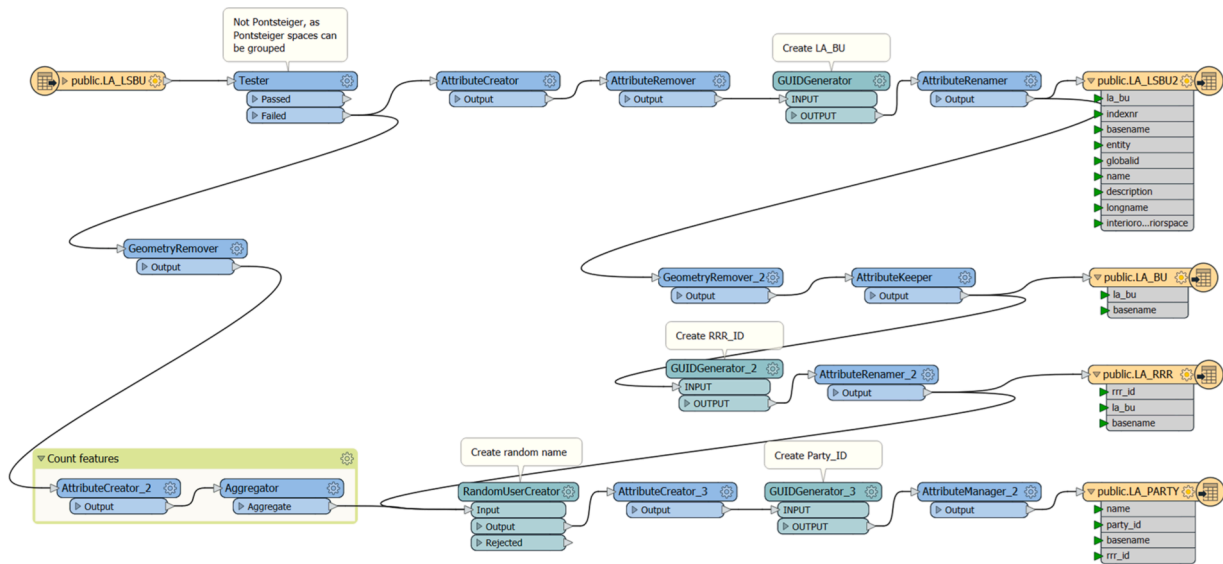 Not Pontsteiger, as
Pontsteiger spaces can
be grouped
Create LA_BU
public.LA_LSBU
Tester
Passed
Failed
AttributeCreator
Output
AttributeRemover
Output
GUIDGenerator
INPUT
OUTPUT
AttributeRenamer
Output
public.LA_LSBU2
la_bu
indexnr
basename
entity
globalid
name
description
longname
interioro...riorspace
GeometryRemover
Output
GeometryRemover_2
Output
AttributeKeeper
Output
public.LA_BU
la_bu
basename
Create RRR_ID
GUIDGenerator_2
INPUT
OUTPUT
AttributeRenamer_2
Output
public.LA_RRR
rrr_id
la_bu
basename
Count features
AttributeCreator_2
Output
Aggregator
Aggregate
Create random name
RandomUserCreator
Input
Output
Rejected
AttributeCreator_3
Output
Create Party_ID
GUIDGenerator_3
INPUT
OUTPUT
AttributeManager_2
Output
public.LA_PARTY
name
party_id
basename
rrr_id